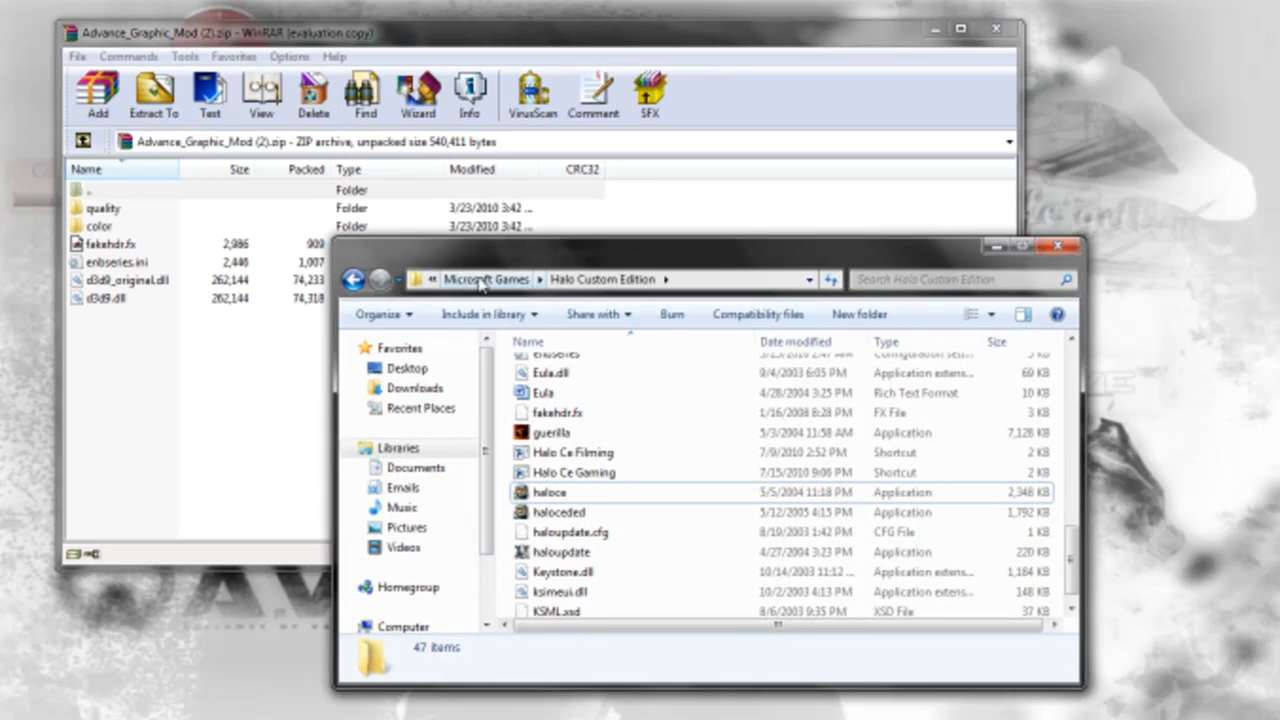 Advance_Graphic_Mod (2).zip - WinRAR (evaluation copy)
File Commands Tools Favorites Options Help
Add Extract To Test View Delete Find Wizard Info VirusScan Comment SFX
Advance_Graphic_Mod (2).zip - ZIP archive, unpacked size 540,411 bytes
Name Size Packed Type Modified CRC32
.. Folder
quality Folder 3/23/2010 3:42 ...
color Folder 3/23/2010 3:42 ...
fakehdr.fx 2,986 909
enbseries.ini 2,446 1,007
d3d9_original.dll 262,144 74,233
d3d9.dll 262,144 74,318
« Microsoft Games Halo Custom Edition Search Halo Custom Edition
Organize Include in library Share with Burn Compatibility files New folder
Favorites
Desktop
Downloads
Recent Places
Libraries
Documents
Emails
Music
Pictures
Videos
Homegroup
Computer
Name Date modified Type Size
enbseries 3/23/2010 2:47 AM Configuration sett... 3 KB
Eula.dll 9/4/2003 6:05 PM Application extens... 69 KB
Eula 4/28/2004 3:25 PM Rich Text Format 10 KB
fakehdr.fx 1/16/2008 8:28 PM FX File 3 KB
guerilla 5/3/2004 11:58 AM Application 7,128 KB
Halo Ce Filming 7/9/2010 2:52 PM Shortcut 2 KB
Halo Ce Gaming 7/15/2010 9:06 PM Shortcut 2 KB
haloce 5/5/2004 11:18 PM Application 2,348 KB
haloceded 5/12/2005 4:15 PM Application 1,792 KB
haloupdate.cfg 8/19/2003 1:42 PM CFG File 1 KB
haloupdate 4/27/2004 3:23 PM Application 220 KB
Keystone.dll 10/14/2003 11:12 ... Application extens... 1,184 KB
ksimeui.dll 10/2/2003 4:13 PM Application extens... 148 KB
KSML.xsd 8/6/2003 9:35 PM XSD File 37 KB
47 items